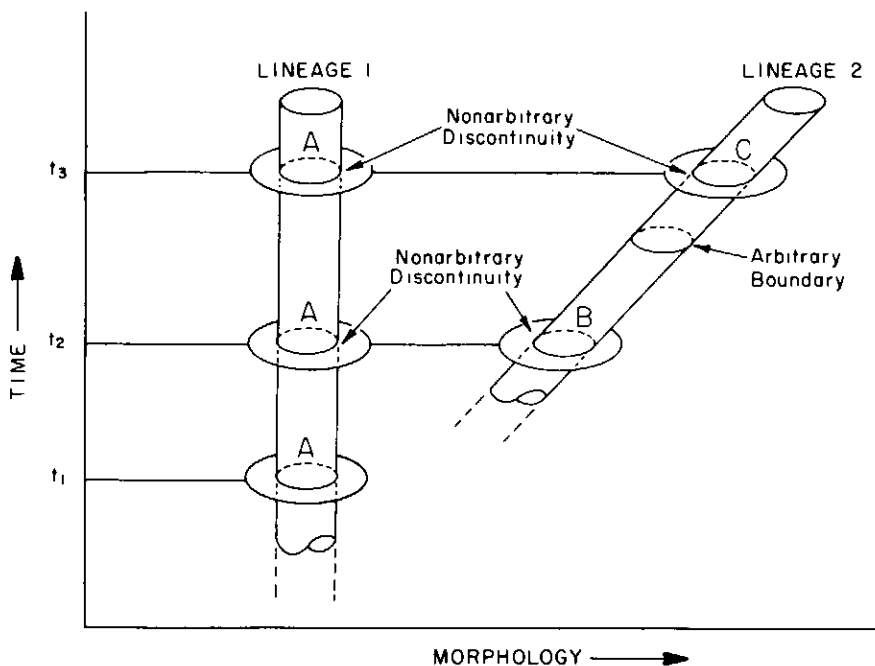 LINEAGE 1
LINEAGE 2
Nonarbitrary
Discontinuity
A
C
t3
Arbitrary
Boundary
Nonarbitrary
Discontinuity
A
B
t2
TIME
A
t1
MORPHOLOGY